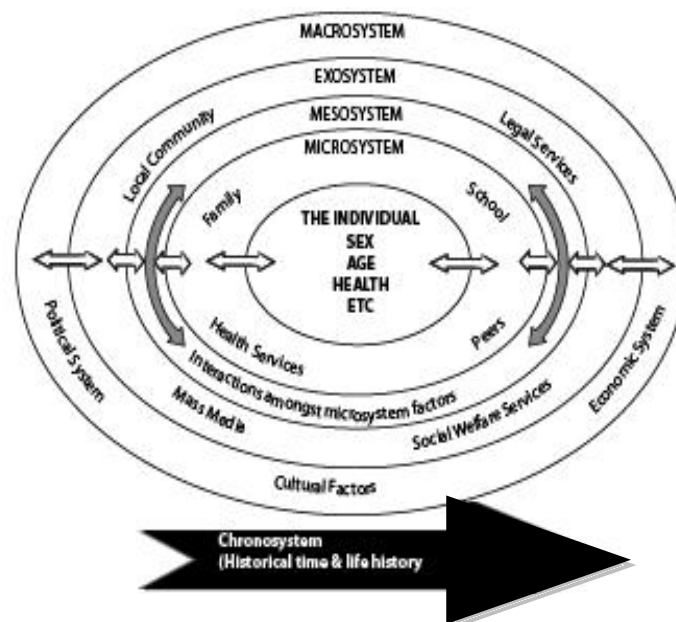 MACROSYSTEM
EXOSYSTEM
MESOSYSTEM
MICROSYSTEM
Local Community
Legal Services
Family
School
THE INDIVIDUAL
SEX
AGE
HEALTH
ETC
Health Services
Peers
Interactions amongst microsystem factors
Political System
Economic System
Mass Media
Social Welfare Services
Cultural Factors
Chronosystem
(Historical time & life history